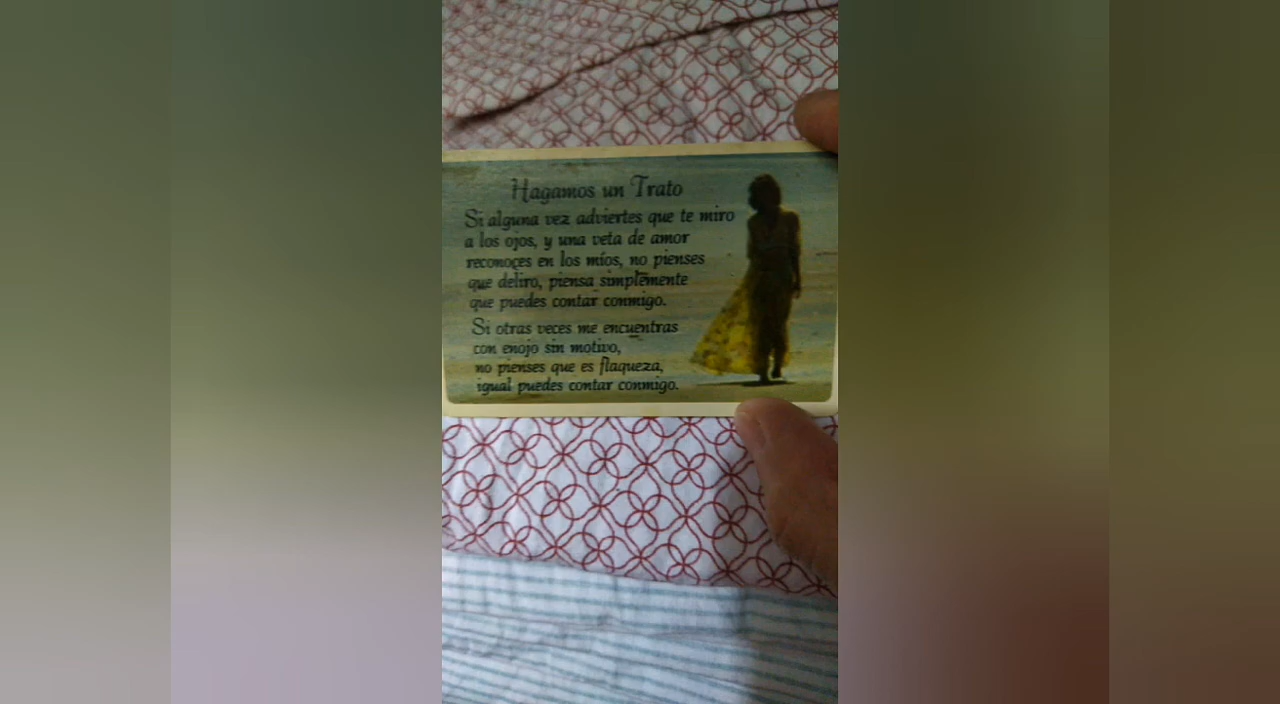 Hagamos un Trato
Si alguna vez adviertes que te miro
a los ojos, y una veta de amor
reconoces en los míos, no pienses
que deliro, piensa simplemente
que puedes contar conmigo.
Si otras veces me encuentras
con enojo sin motivo,
no pienses que es flaqueza,
igual puedes contar conmigo.